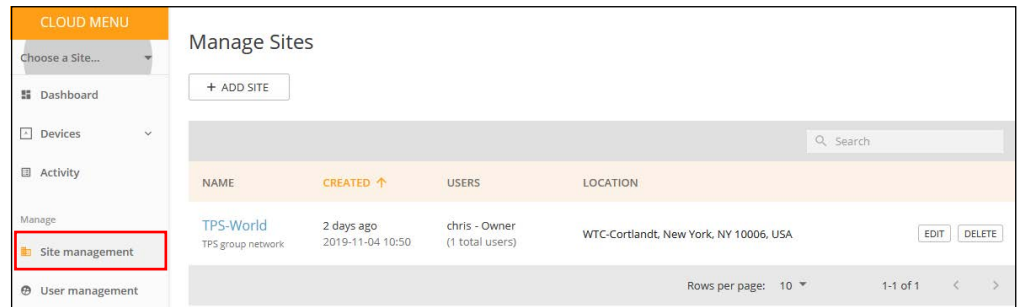 CLOUD MENU
Choose a Site...
Dashboard
Devices
Activity
Manage
Site management
User management
Manage Sites
+ ADD SITE
Search
NAME CREATED ↑ USERS LOCATION
TPS-World 2 days ago chris - Owner WTC-Cortlandt, New York, NY 10006, USA EDIT DELETE
TPS group network 2019-11-04 10:50 (1 total users)
Rows per page: 10 1-1 of 1 < >